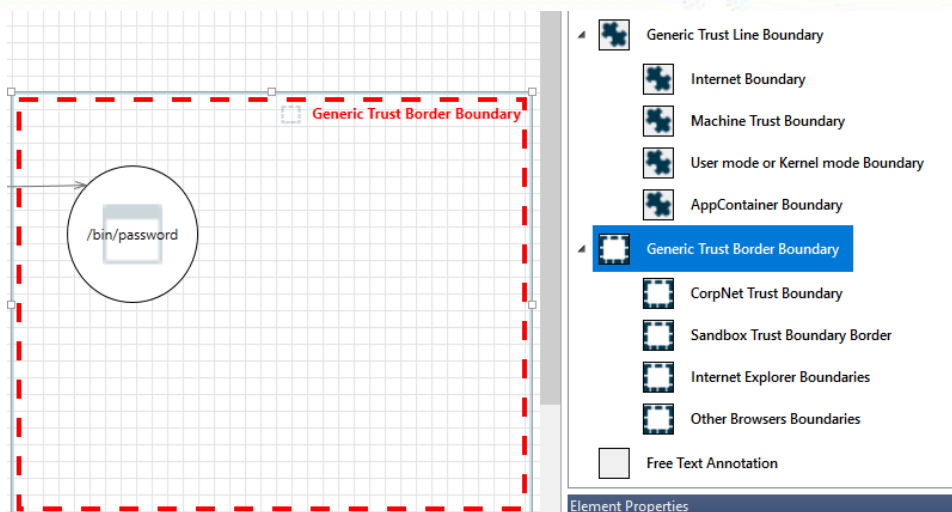 Generic Trust Border Boundary
/bin/password
Generic Trust Line Boundary
Internet Boundary
Machine Trust Boundary
User mode or Kernel mode Boundary
AppContainer Boundary
Generic Trust Border Boundary
CorpNet Trust Boundary
Sandbox Trust Boundary Border
Internet Explorer Boundaries
Other Browsers Boundaries
Free Text Annotation
Element Properties